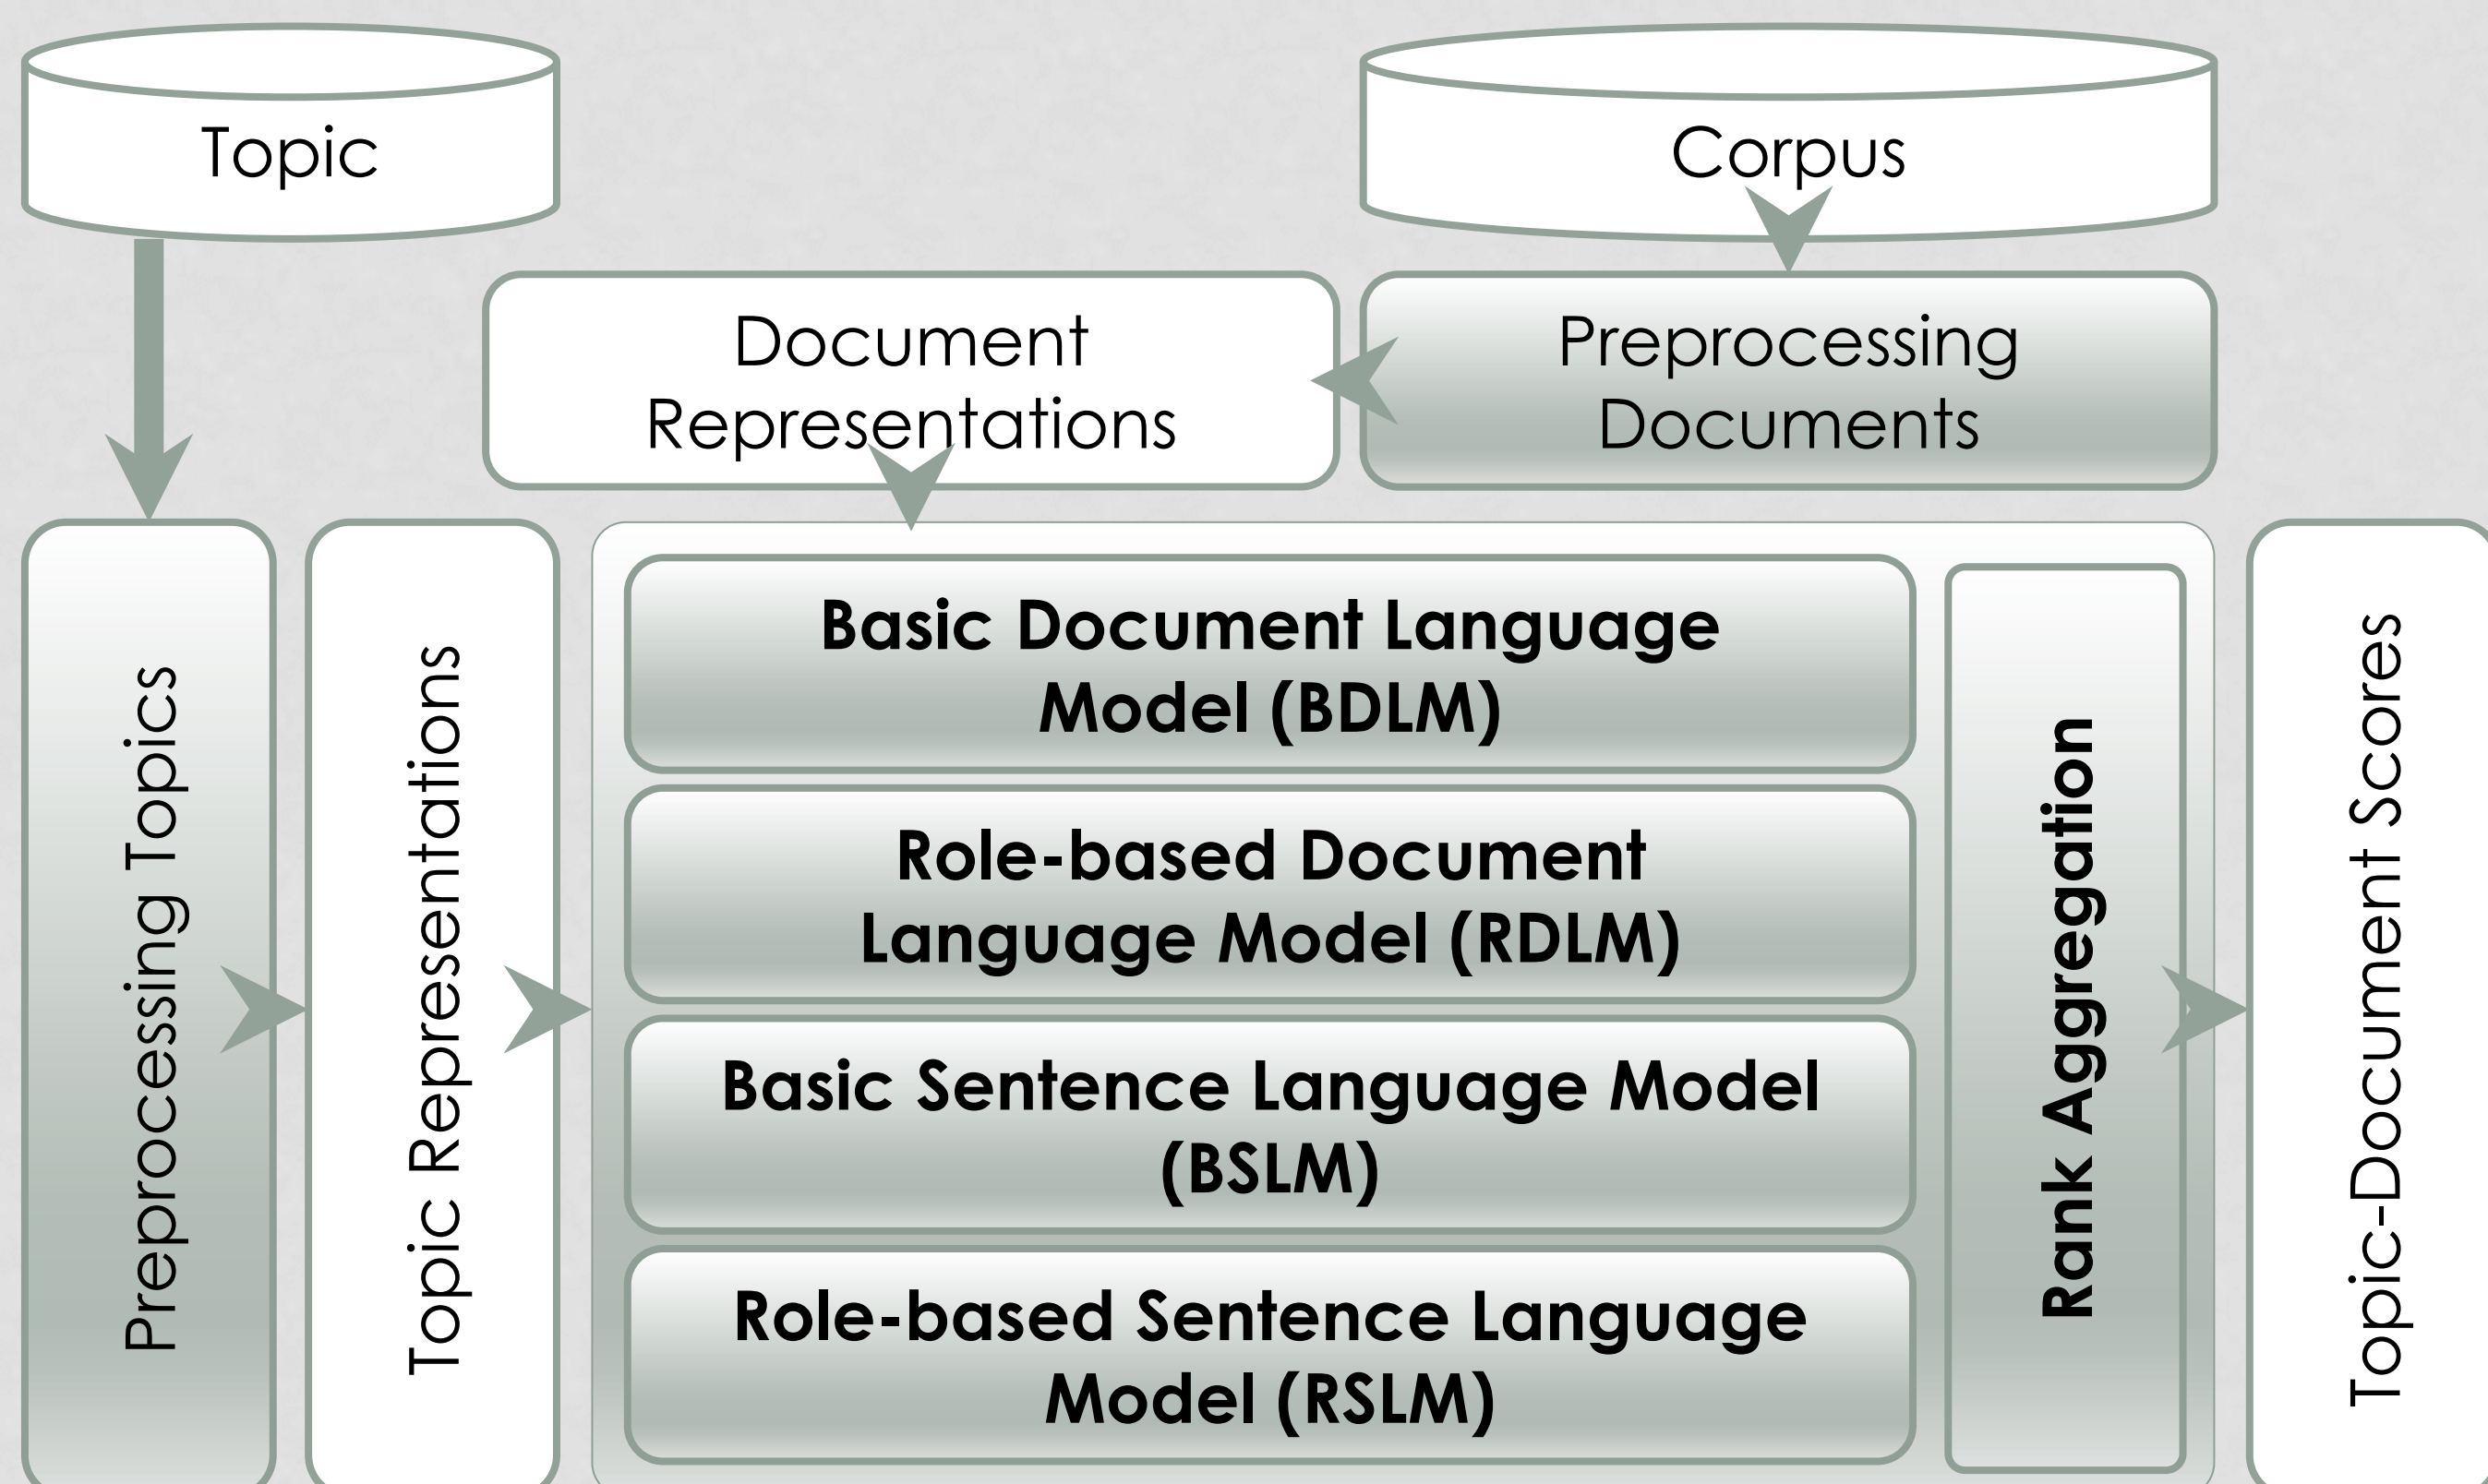 Topic
Corpus
Document
Representations
Preprocessing
Documents
Preprocessing Topics
Topic Representations
Basic Document Language
Model (BDLM)
Role-based Document
Language Model (RDLM)
Basic Sentence Language Model
(BSLM)
Role-based Sentence Language
Model (RSLM)
Rank Aggregation
Topic-Document Scores